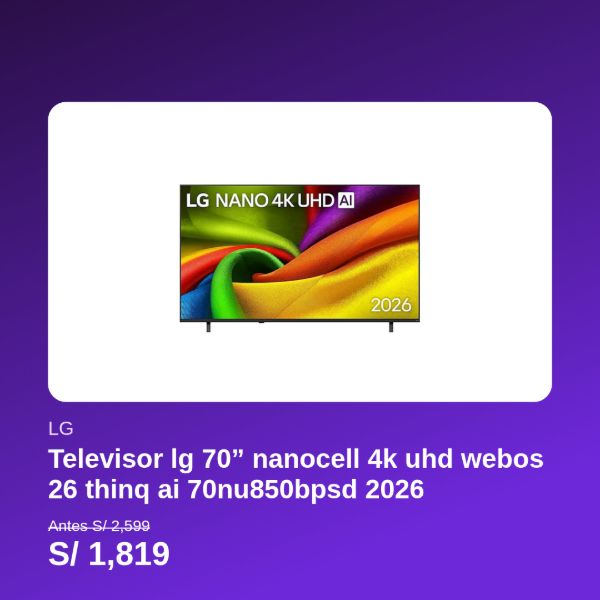 LG NANO 4K UHD AI
2026
LG
Televisor lg 70” nanocell 4k uhd webos
26 thinq ai 70nu850bpsd 2026
Antes S/ 2,599
S/ 1,819